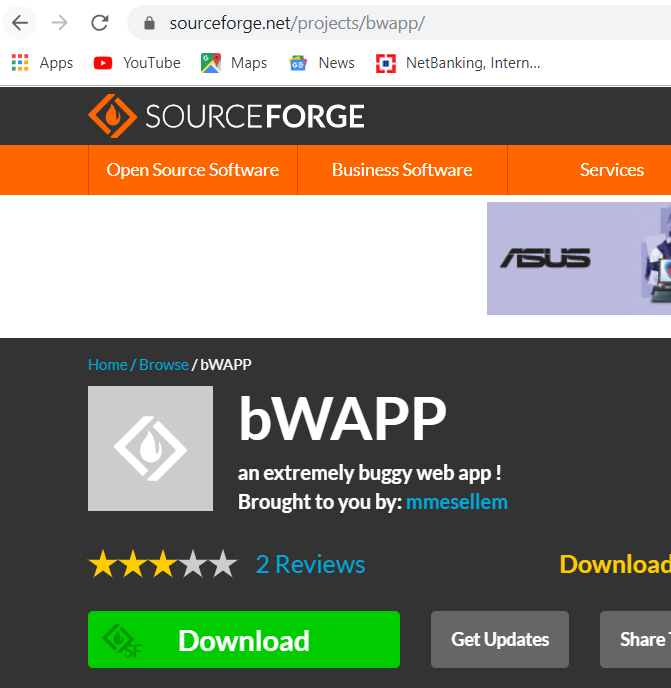 sourceforge.net/projects/bwapp/
Apps YouTube Maps News NetBanking, Intern...
SOURCEFORGE
Open Source Software Business Software Services
ASUS
Home / Browse / bWAPP
bWAPP
an extremely buggy web app !
Brought to you by: mmesellem
2 Reviews Download
SF Download Get Updates Share T